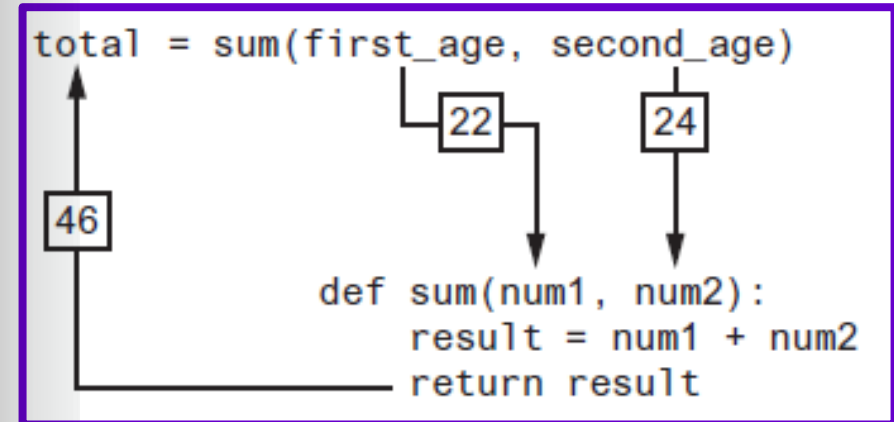 total = sum(first_age, second_age)
22 24
46
def sum(num1, num2):
result = num1 + num2
return result